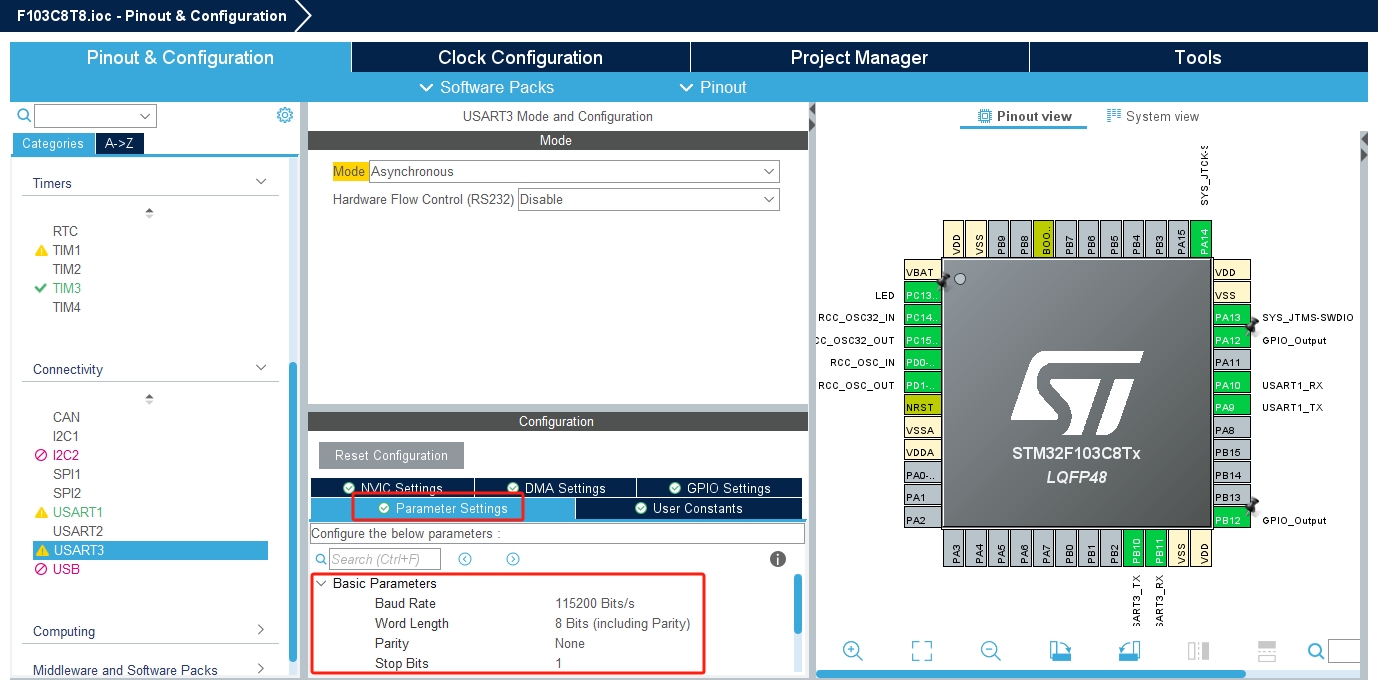 F103C8T8.ioc - Pinout & Configuration
Pinout & Configuration
Clock Configuration
Project Manager
Tools
Software Packs
Pinout
Categories
A->Z
Timers
RTC
TIM1
TIM2
TIM3
TIM4
Connectivity
CAN
I2C1
I2C2
SPI1
SPI2
USART1
USART2
USART3
USB
Computing
Middleware and Software Packs
USART3 Mode and Configuration
Mode
Mode Asynchronous
Hardware Flow Control (RS232) Disable
Configuration
Reset Configuration
NVIC Settings
DMA Settings
GPIO Settings
Parameter Settings
User Constants
Configure the below parameters :
Search (Ctrl+F)
Basic Parameters
Baud Rate 115200 Bits/s
Word Length 8 Bits (including Parity)
Parity None
Stop Bits 1
Pinout view
System view
SYS_JTCK-S
VDD
VSS
PB9
PB8
BOO..
PB7
PB6
PB5
PB4
PB3
PA15
PA14
VBAT
LED PC13..
RCC_OSC32_IN PC14..
CC_OSC32_OUT PC15..
RCC_OSC_IN PD0-..
RCC_OSC_OUT PD1-..
NRST
VSSA
VDDA
PA0-..
PA1
PA2
STM32F103C8Tx
LQFP48
VDD
VSS
PA13 SYS_JTMS-SWDIO
PA12 GPIO_Output
PA11
PA10 USART1_RX
PA9 USART1_TX
PA8
PB15
PB14
PB13
PB12 GPIO_Output
PA3
PA4
PA5
PA6
PA7
PB0
PB1
PB2
PB10
PB11
VSS
VDD
SART3_TX
SART3_RX